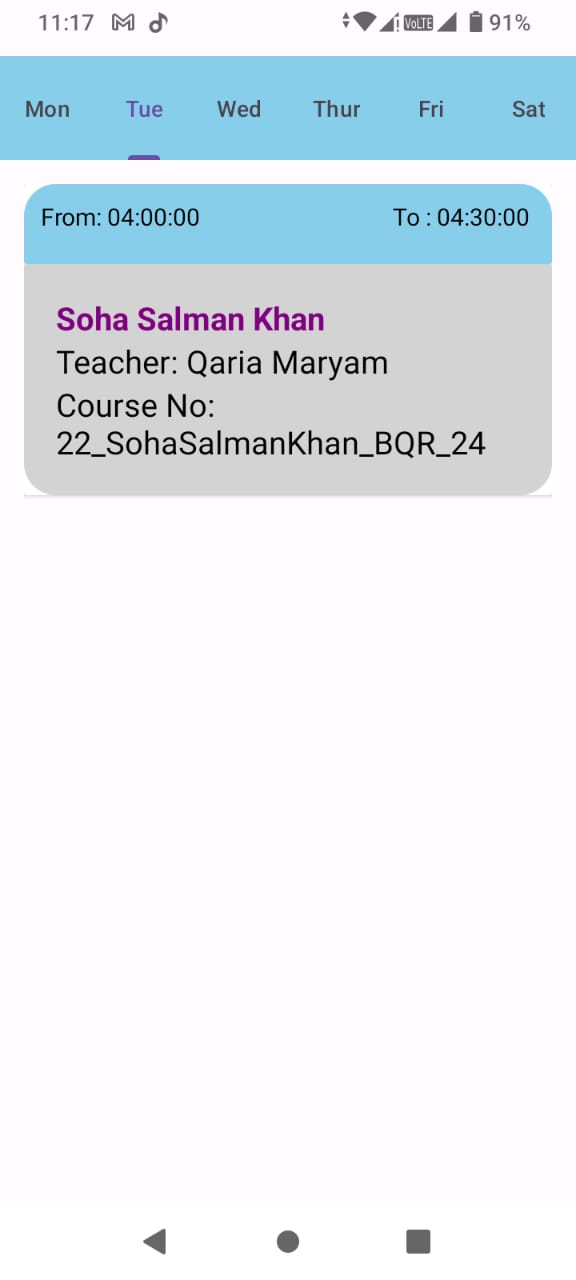 11:17 VoLTE 91%
Mon Tue Wed Thur Fri Sat
From: 04:00:00 To : 04:30:00
Soha Salman Khan
Teacher: Qaria Maryam
Course No:
22_SohaSalmanKhan_BQR_24